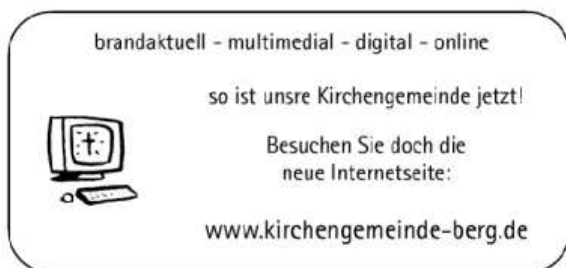 brandaktuell - multimedial - digital - online
so ist unsre Kirchengemeinde jetzt!
Besuchen Sie doch die
neue Internetseite:
www.kirchengemeinde-berg.de